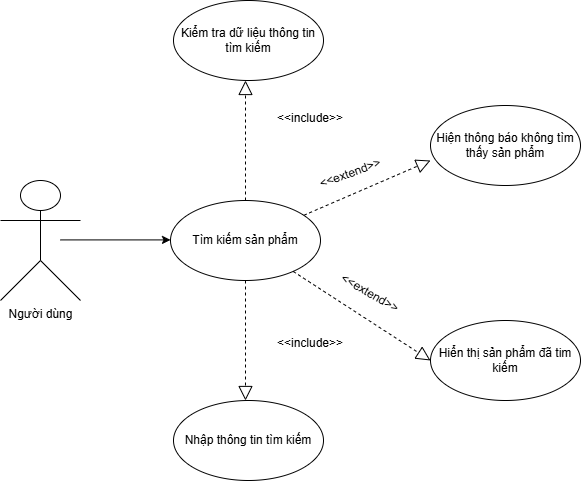 Kiểm tra dữ liệu thông tin
tìm kiếm
<<include>>
Hiện thông báo không tìm
thấy sản phẩm
<<extend>>
Tìm kiếm sản phẩm
<<extend>>
Người dùng
<<include>>
Hiển thị sản phẩm đã tim
kiếm
Nhập thông tin tìm kiếm